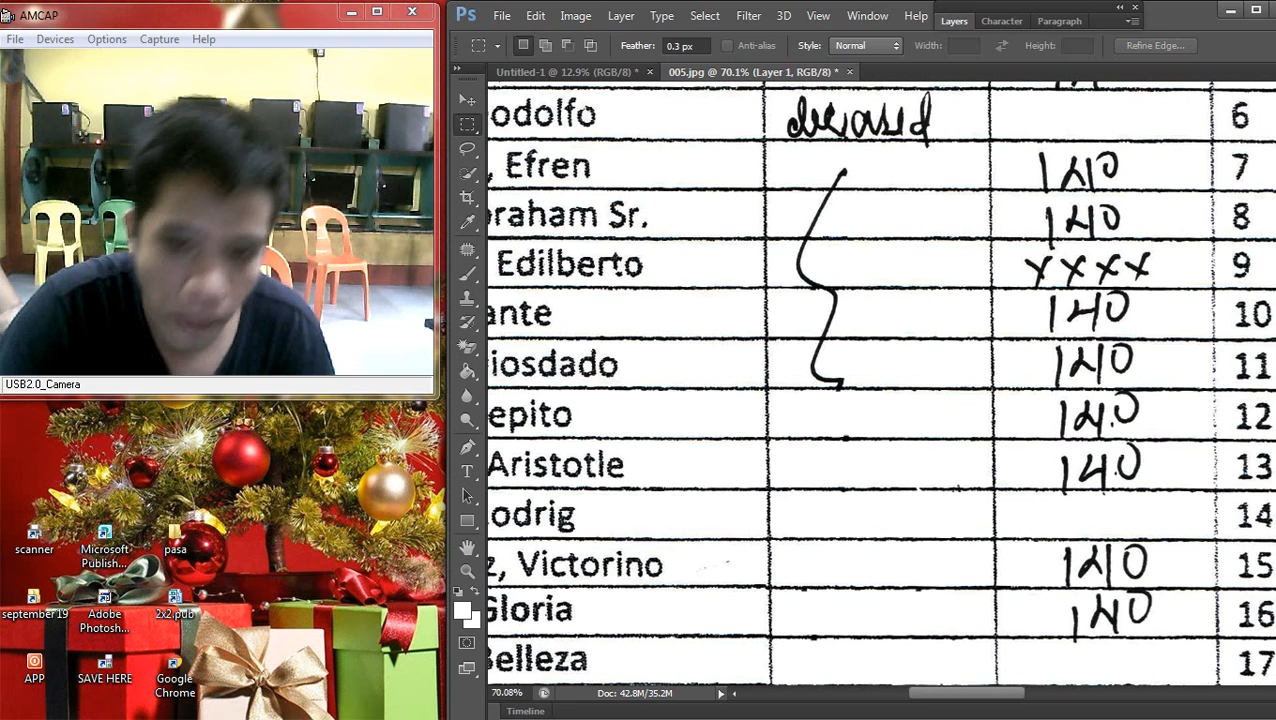 AMCAP
File Devices Options Capture Help
USB2.0_Camera
scanner
Microsoft Publish...
pasa
september19
Adobe Photosh...
2x2.pub
APP
SAVE HERE
Google Chrome
Ps File Edit Image Layer Type Select Filter 3D View Window Help
Layers Character Paragraph
Feather: 0.3 px Anti-alias Style: Normal Width: Height: Refine Edge...
Untitled-1 @ 12.9% (RGB/8) * × 005.jpg @ 70.1% (Layer 1, RGB/8) * ×
odolfo deceased 6
, Efren 140 7
braham Sr. 140 8
Edilberto xxxx 9
ante 140 10
iosdado 140 11
epito 140 12
Aristotle 140 13
odrig 14
z, Victorino 140 15
Gloria 140 16
Belleza 17
70.08% Doc: 42.8M/35.2M
Timeline